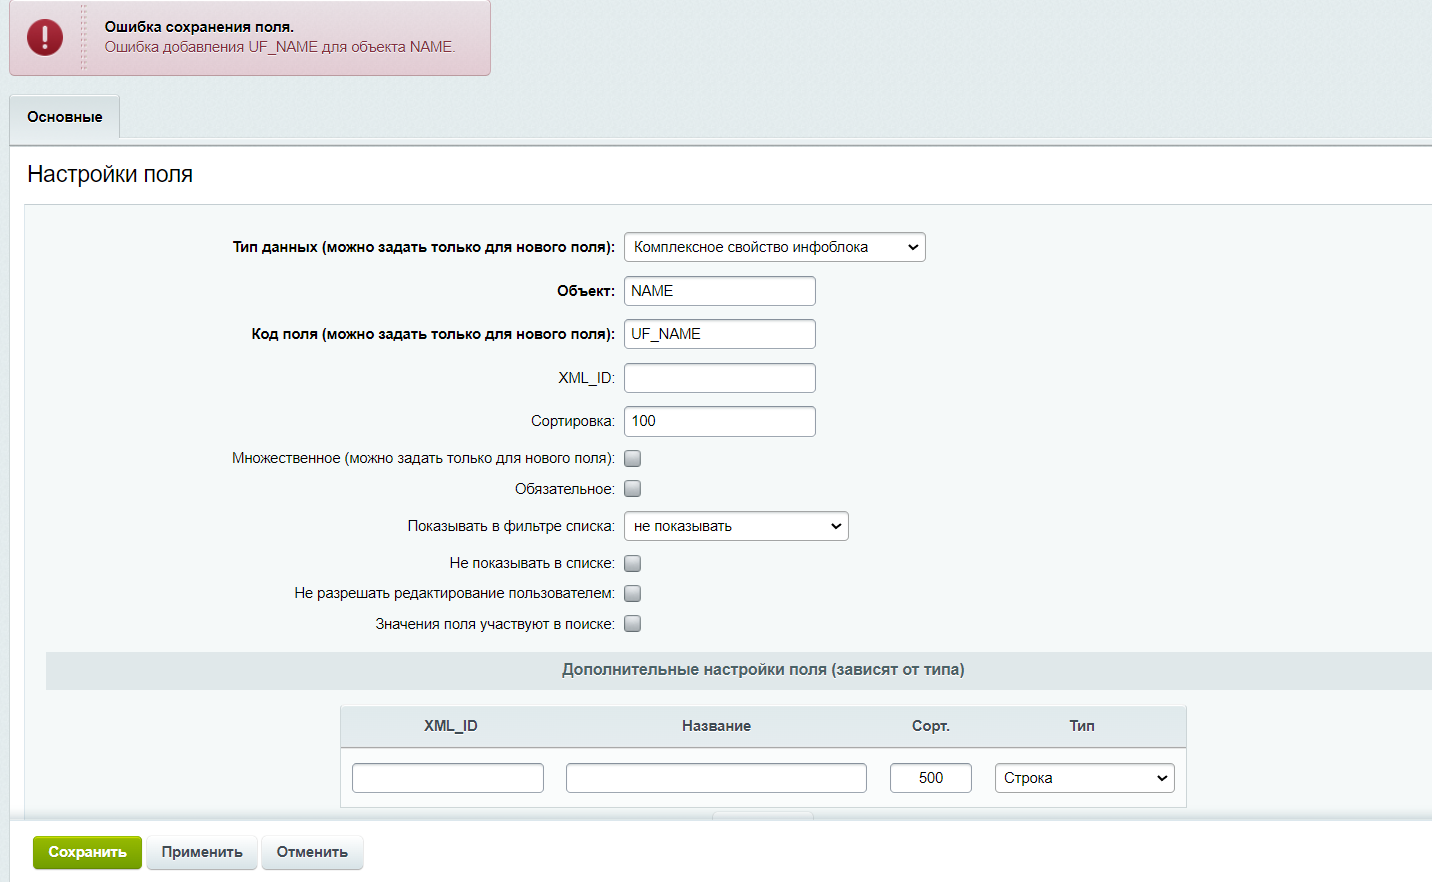 Ошибка сохранения поля.
Ошибка добавления UF_NAME для объекта NAME.
Основные
Настройки поля
Тип данных (можно задать только для нового поля): Комплексное свойство инфоблока
Объект: NAME
Код поля (можно задать только для нового поля): UF_NAME
XML_ID:
Сортировка: 100
Множественное (можно задать только для нового поля):
Обязательное:
Показывать в фильтре списка: не показывать
Не показывать в списке:
Не разрешать редактирование пользователем:
Значения поля участвуют в поиске:
Дополнительные настройки поля (зависят от типа)
XML_ID Название Сорт. Тип
500 Строка
Сохранить Применить Отменить